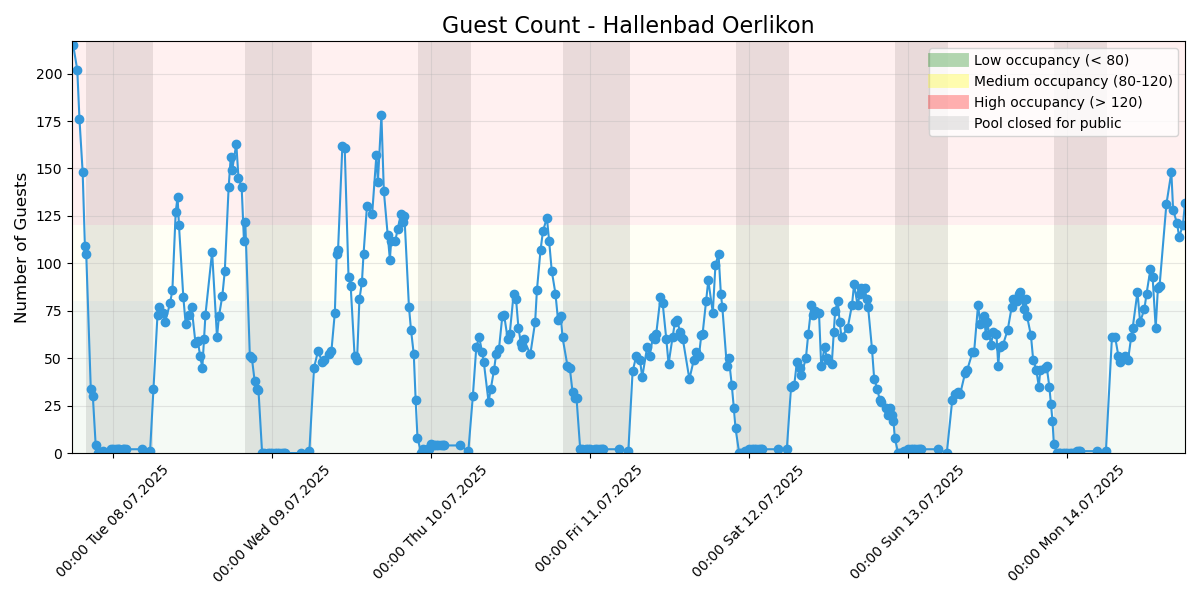 Guest Count - Hallenbad Oerlikon
Low occupancy (< 80)
Medium occupancy (80-120)
High occupancy (> 120)
Pool closed for public
Number of Guests
200
175
150
125
100
75
50
25
0
00:00 Tue 08.07.2025
00:00 Wed 09.07.2025
00:00 Thu 10.07.2025
00:00 Fri 11.07.2025
00:00 Sat 12.07.2025
00:00 Sun 13.07.2025
00:00 Mon 14.07.2025